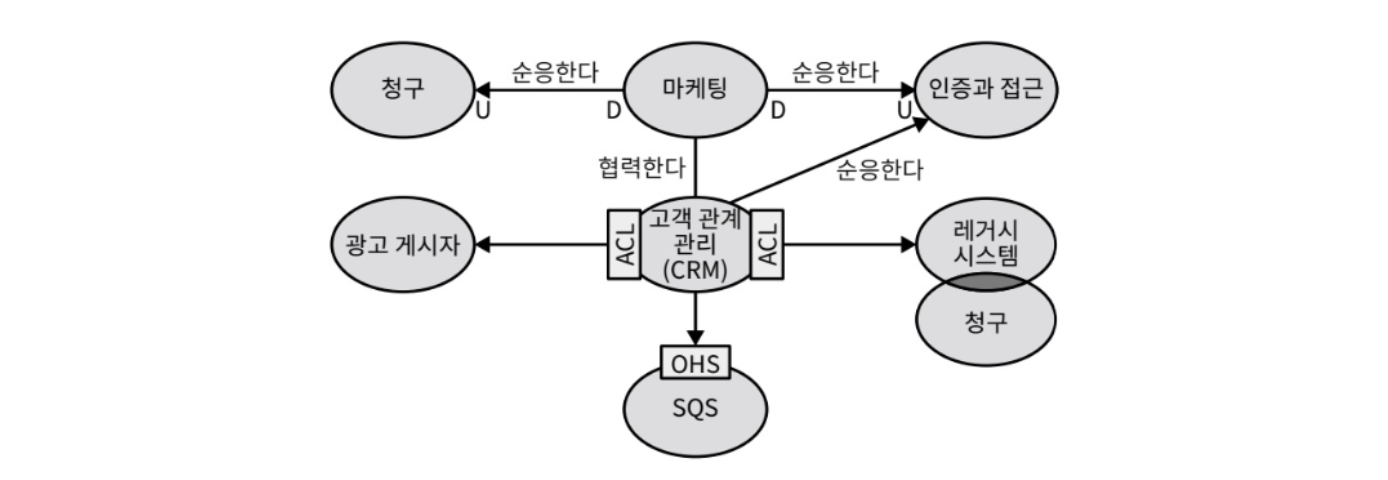 순응한다
순응한다
청구
마케팅
인증과 접근
U
D
D
U
협력한다
순응한다
광고 게시자
ACL
고객 관계
관리
(CRM)
ACL
레거시
시스템
청구
OHS
SQS